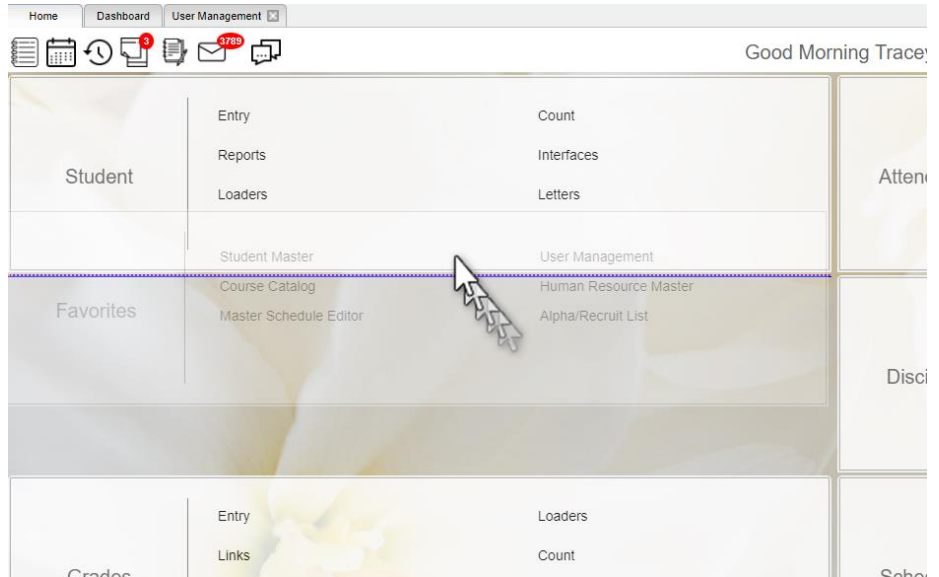 Home Dashboard User Management
3 3789
Good Morning Tracey
Entry Count
Reports Interfaces
Student
Loaders Letters
Student Master User Management
Course Catalog Human Resource Master
Favorites
Master Schedule Editor Alpha/Recruit List
Atten
Disci
Entry Loaders
Links Count
Grades